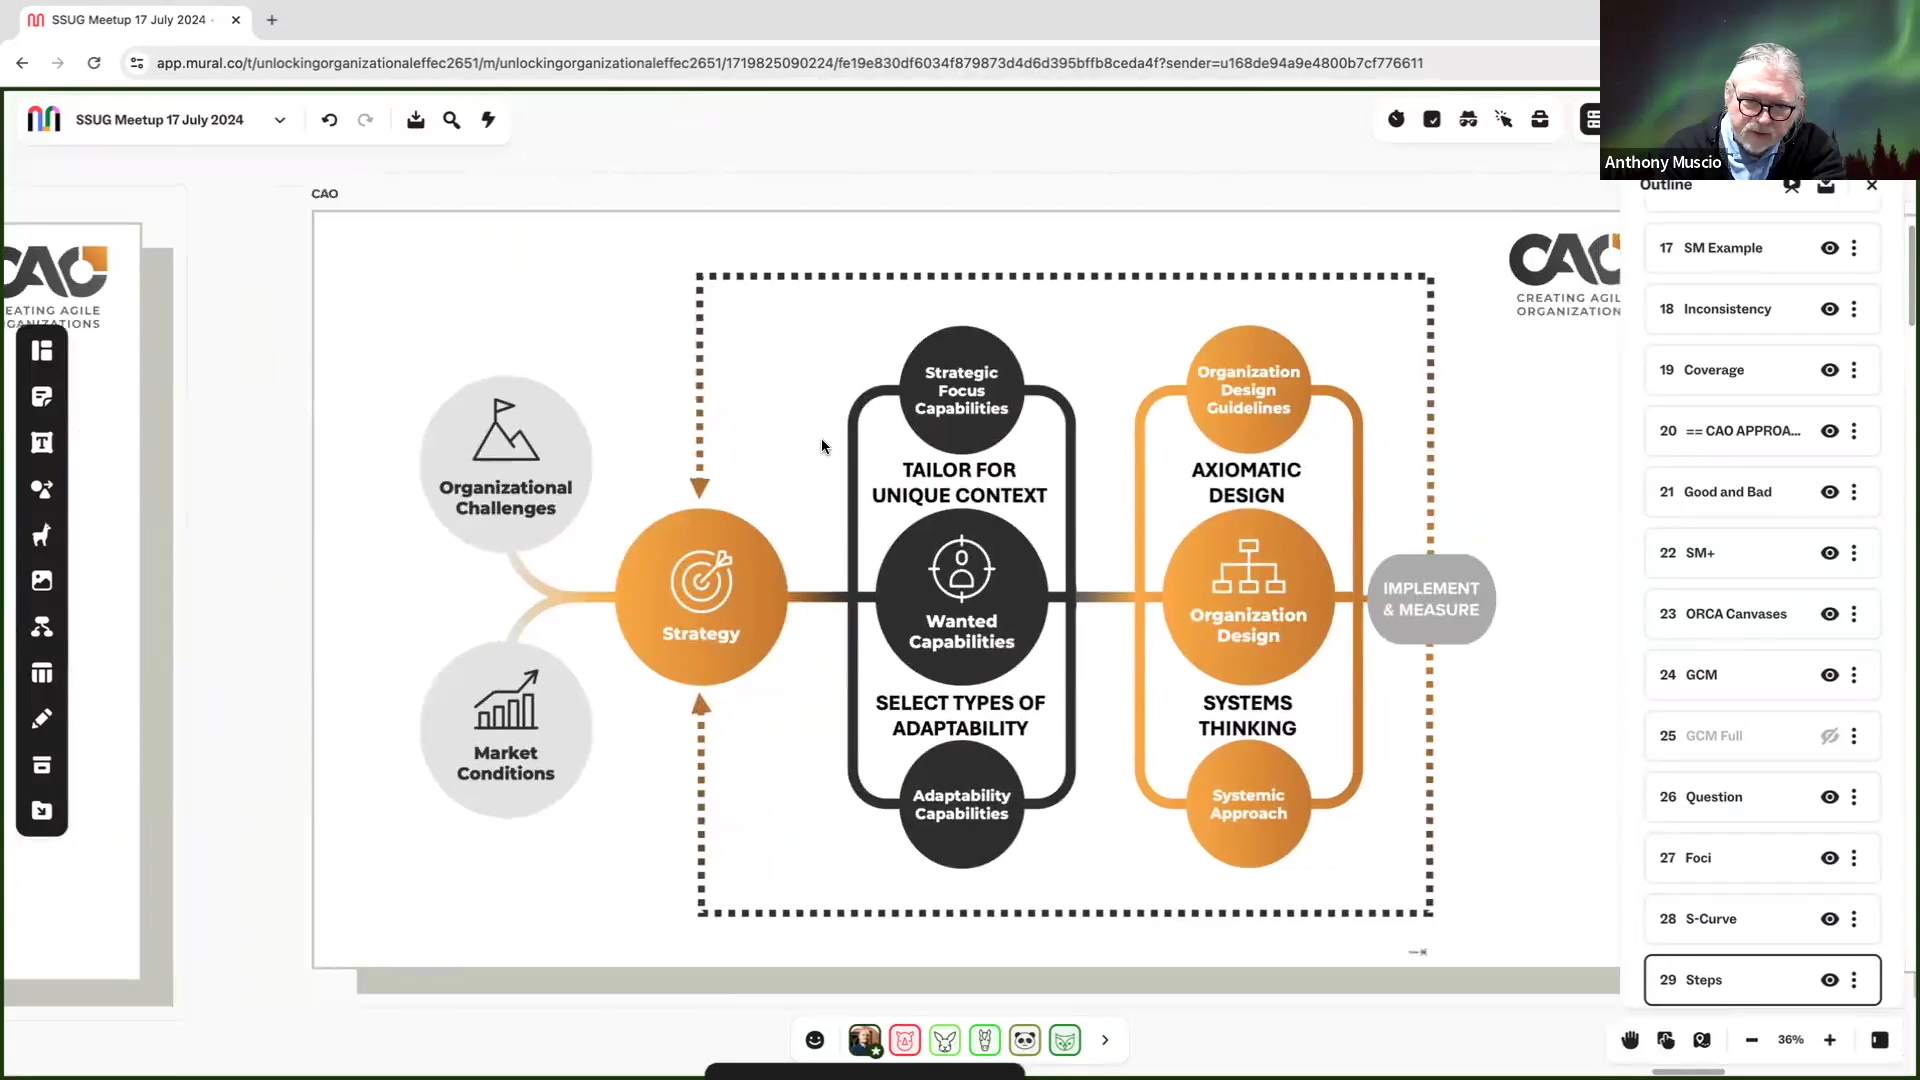 SSUG Meetup 17 July 2024 -
app.mural.co/t/unlockingorganizationaleffec2651/m/unlockingorganizationaleffec2651/1719825090224/fe19e830df6034f879873d4d6d395bffb8ceda4f?sender=u168de94a9e4800b7cf776611
SSUG Meetup 17 July 2024
Anthony Muscio
CAO
CAO
EATING AGILE
GANIZATIONS
CAO
CREATING AGIL
ORGANIZATION
Organizational
Challenges
Market
Conditions
Strategy
Strategic
Focus
Capabilities
TAILOR FOR
UNIQUE CONTEXT
Wanted
Capabilities
SELECT TYPES OF
ADAPTABILITY
Adaptability
Capabilities
Organization
Design
Guidelines
AXIOMATIC
DESIGN
Organization
Design
SYSTEMS
THINKING
Systemic
Approach
IMPLEMENT
& MEASURE
Outline
17 SM Example
18 Inconsistency
19 Coverage
20 == CAO APPROA...
21 Good and Bad
22 SM+
23 ORCA Canvases
24 GCM
25 GCM Full
26 Question
27 Foci
28 S-Curve
29 Steps
36%